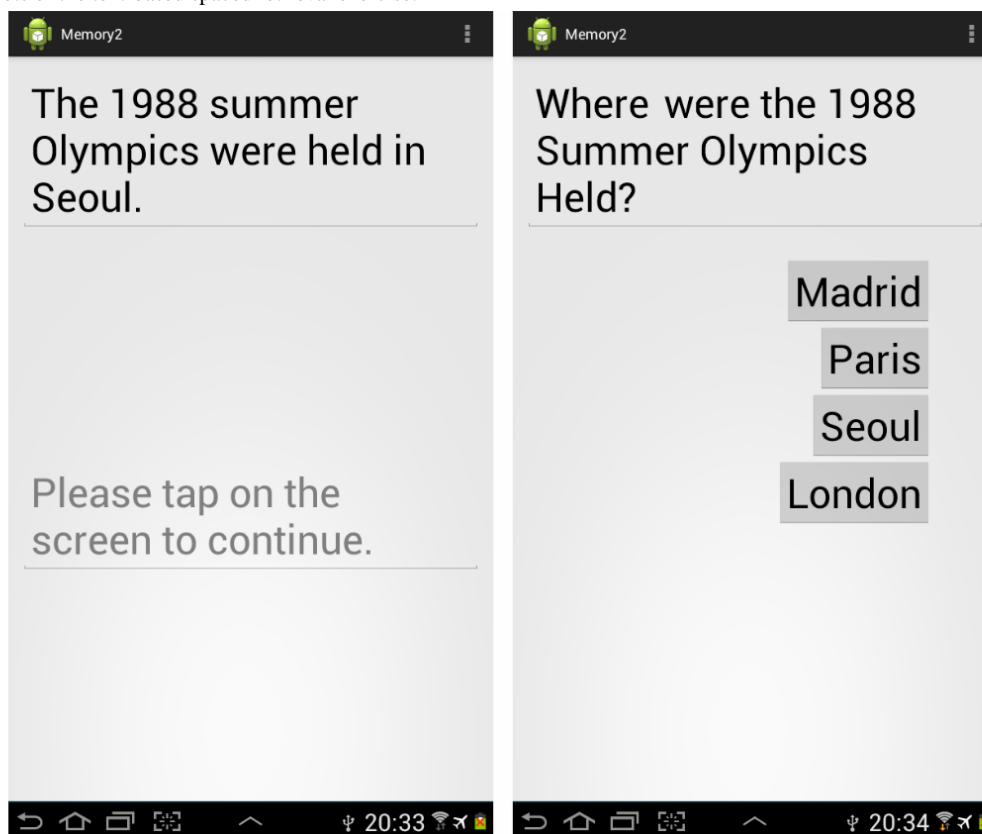 Memory2
The 1988 summer
Olympics were held in
Seoul.
Please tap on the
screen to continue.
20:33
Memory2
Where were the 1988
Summer Olympics
Held?
Madrid
Paris
Seoul
London
20:34